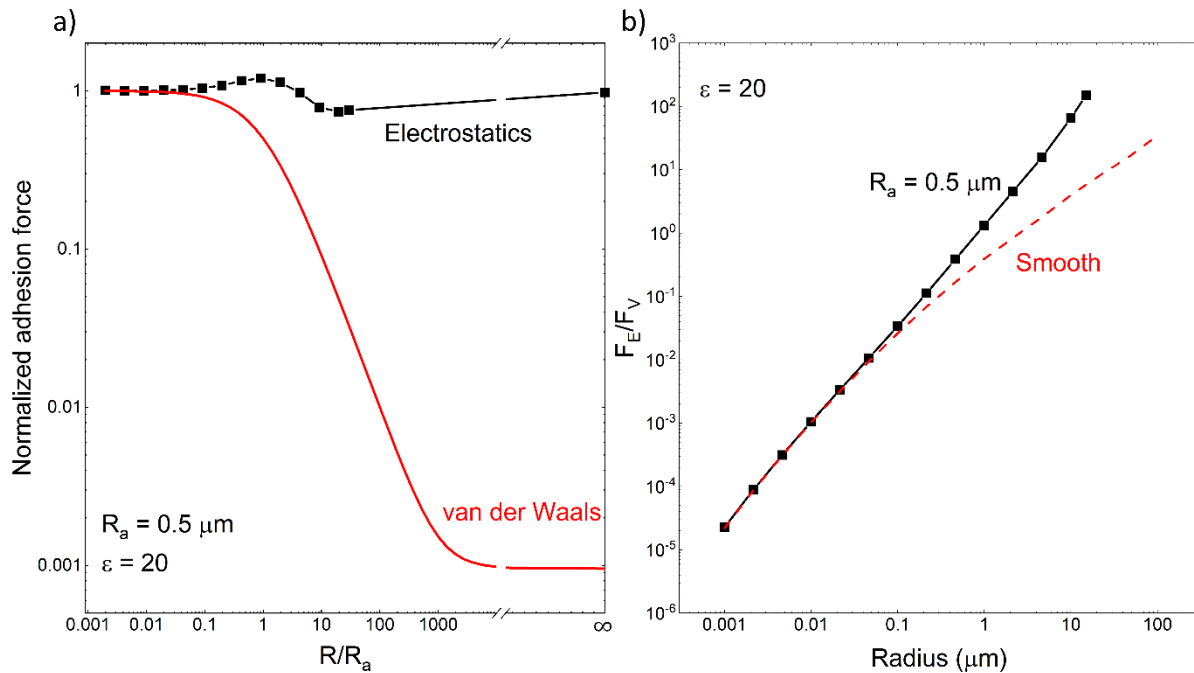 a)
Normalized adhesion force
1
0.1
0.01
0.001
Electrostatics
van der Waals
Rₐ = 0.5 μm
ε = 20
0.001 0.01 0.1 1 10 100 1000 ∞
R/Rₐ
b)
F_E/F_V
10³
10²
10¹
10⁰
10⁻¹
10⁻²
10⁻³
10⁻⁴
10⁻⁵
10⁻⁶
ε = 20
Rₐ = 0.5 μm
Smooth
0.001 0.01 0.1 1 10 100
Radius (μm)